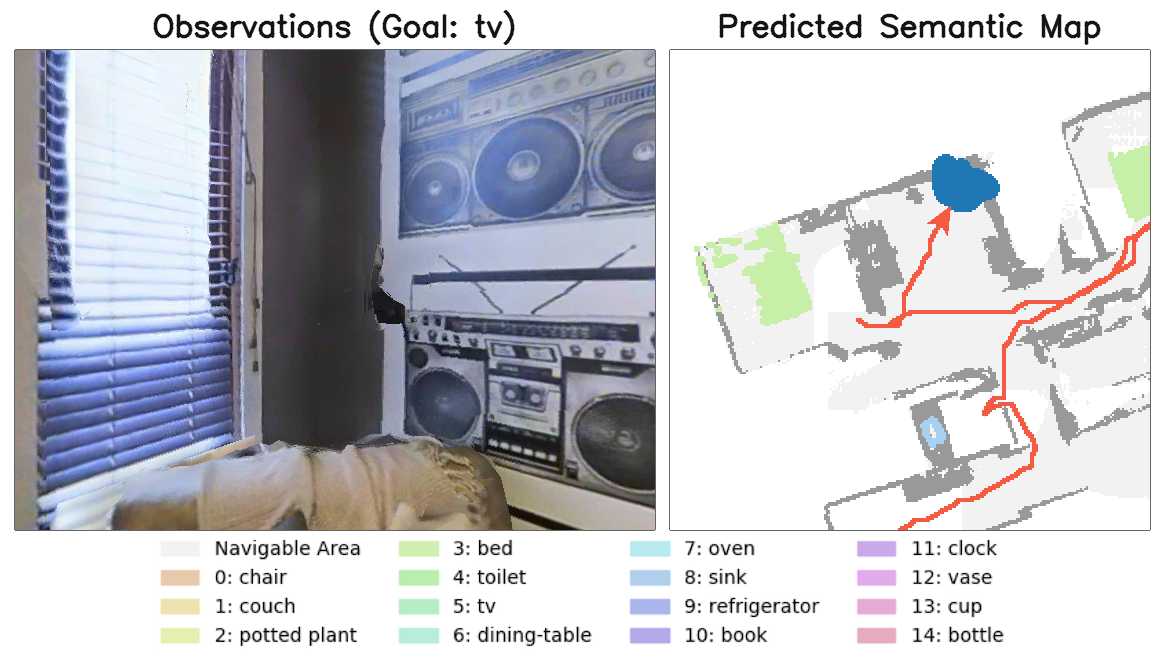 Observations (Goal: tv)
Predicted Semantic Map
Navigable Area
0: chair
1: couch
2: potted plant
3: bed
4: toilet
5: tv
6: dining-table
7: oven
8: sink
9: refrigerator
10: book
11: clock
12: vase
13: cup
14: bottle